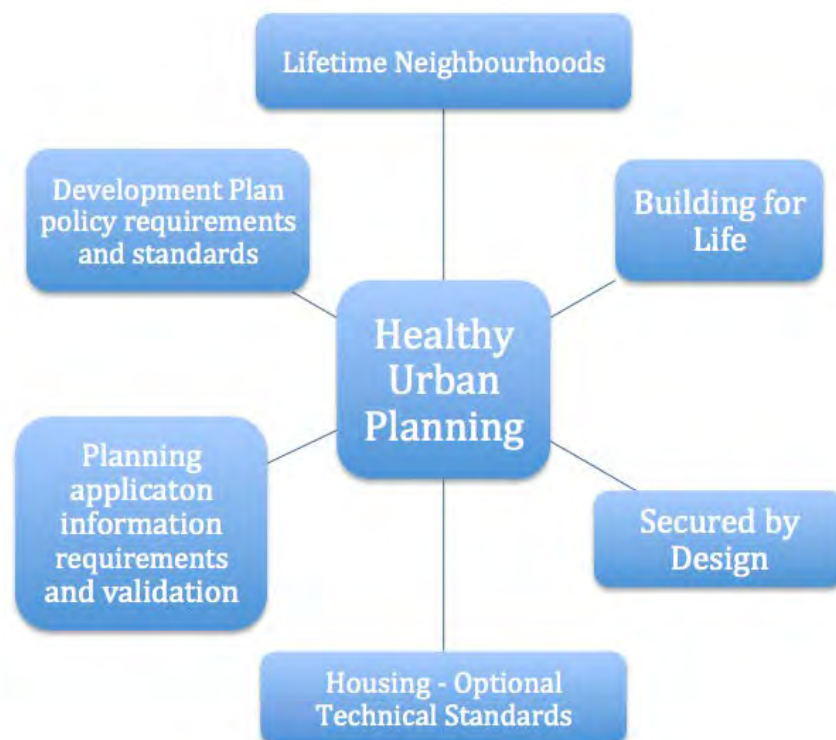 Lifetime Neighbourhoods
Development Plan
policy requirements
and standards
Building for
Life
Healthy
Urban
Planning
Planning
applicaton
information
requirements
and validation
Secured by
Design
Housing - Optional
Technical Standards